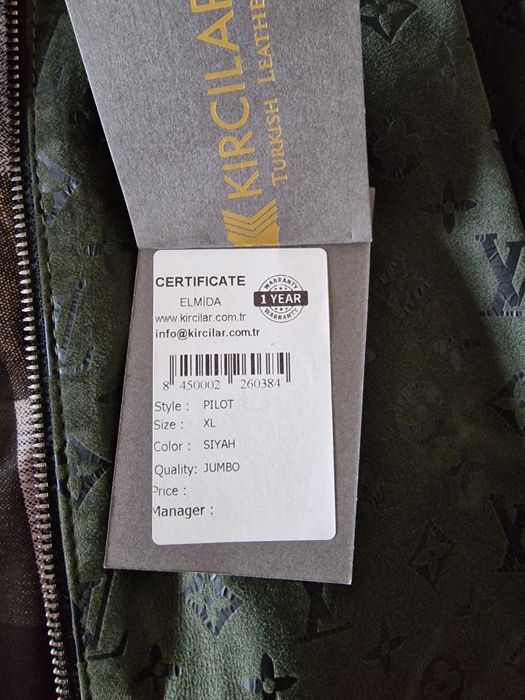 KIRCILAR
TURKISH LEATHE
CERTIFICATE
ELMİDA
www.kircilar.com.tr
info@kircilar.com.tr
WARRANTY
1 YEAR
WARRANTY
8 450002 260384
Style : PILOT
Size : XL
Color : SIYAH
Quality: JUMBO
Price :
Manager :